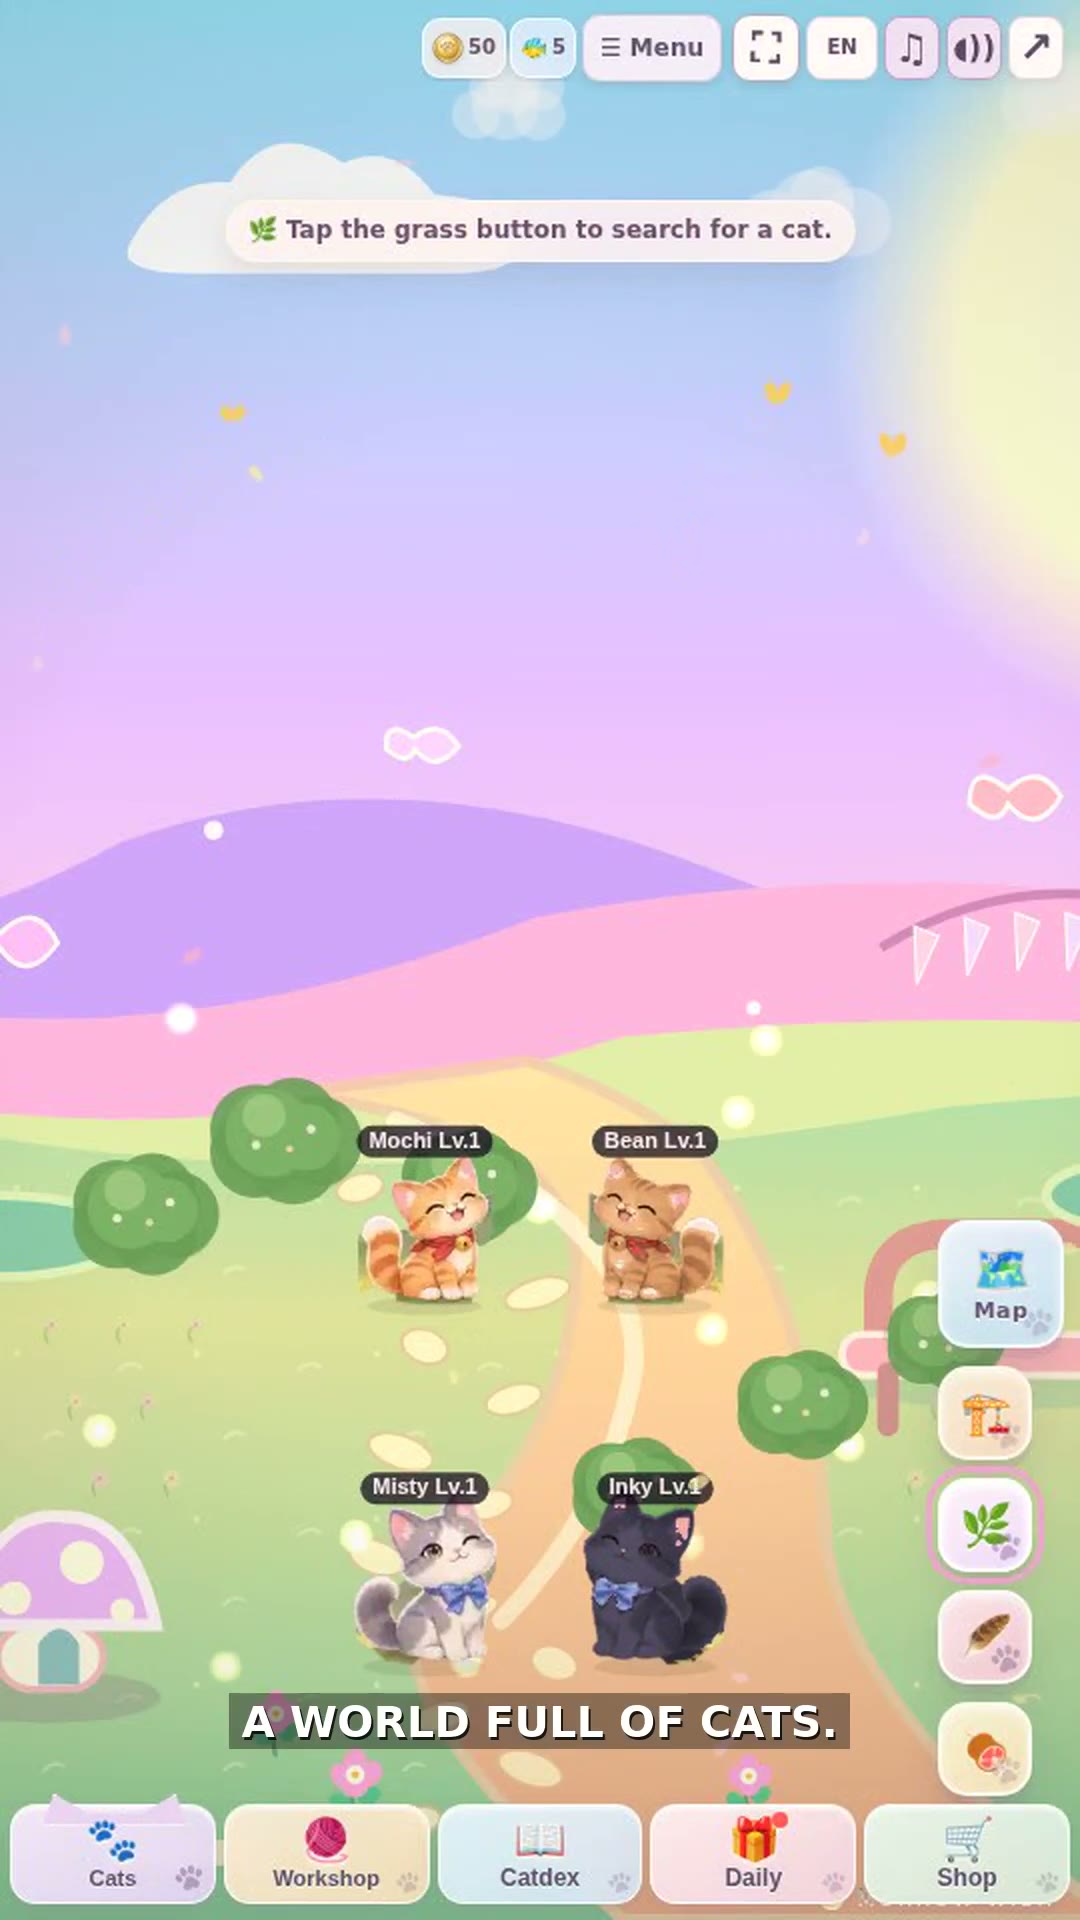 50
5
☰ Menu
EN
Tap the grass button to search for a cat.
Mochi Lv.1
Bean Lv.1
Map
Misty Lv.1
Inky Lv.1
A WORLD FULL OF CATS.
Cats
Workshop
Catdex
Daily
Shop